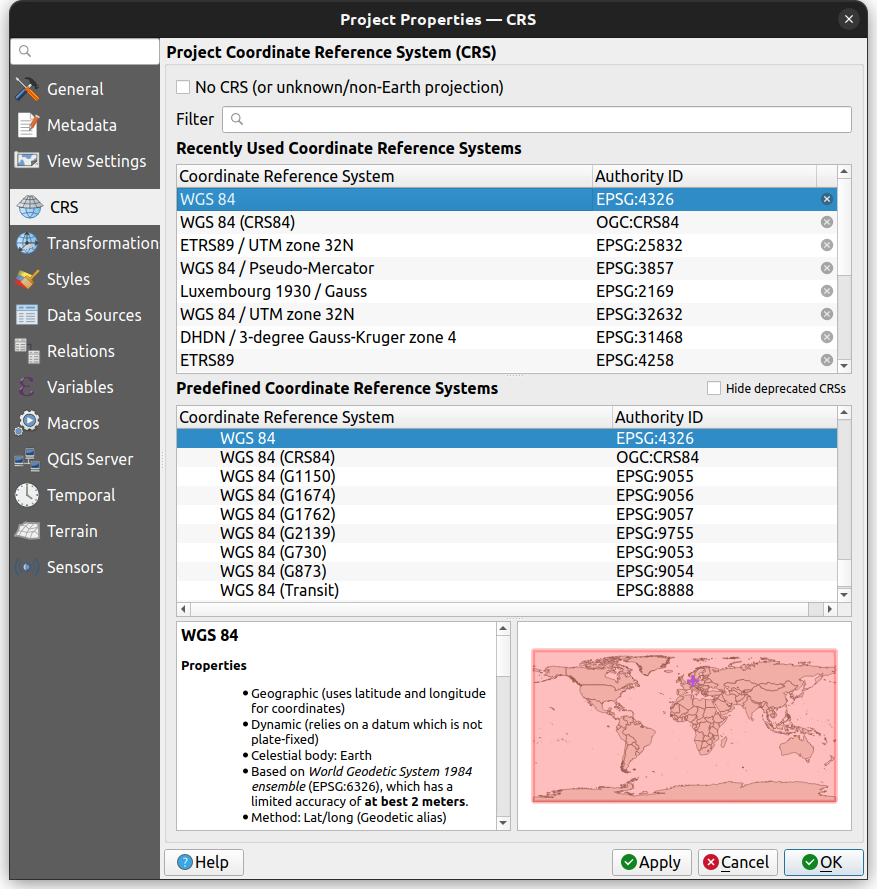 Project Properties — CRS
Project Coordinate Reference System (CRS)
General
Metadata
View Settings
CRS
Transformation
Styles
Data Sources
Relations
Variables
Macros
QGIS Server
Temporal
Terrain
Sensors
No CRS (or unknown/non-Earth projection)
Filter
Recently Used Coordinate Reference Systems
Coordinate Reference System Authority ID
WGS 84 EPSG:4326
WGS 84 (CRS84) OGC:CRS84
ETRS89 / UTM zone 32N EPSG:25832
WGS 84 / Pseudo-Mercator EPSG:3857
Luxembourg 1930 / Gauss EPSG:2169
WGS 84 / UTM zone 32N EPSG:32632
DHDN / 3-degree Gauss-Kruger zone 4 EPSG:31468
ETRS89 EPSG:4258
Predefined Coordinate Reference Systems Hide deprecated CRSs
Coordinate Reference System Authority ID
WGS 84 EPSG:4326
WGS 84 (CRS84) OGC:CRS84
WGS 84 (G1150) EPSG:9055
WGS 84 (G1674) EPSG:9056
WGS 84 (G1762) EPSG:9057
WGS 84 (G2139) EPSG:9755
WGS 84 (G730) EPSG:9053
WGS 84 (G873) EPSG:9054
WGS 84 (Transit) EPSG:8888
WGS 84
Properties
• Geographic (uses latitude and longitude
for coordinates)
• Dynamic (relies on a datum which is not
plate-fixed)
• Celestial body: Earth
• Based on World Geodetic System 1984
ensemble (EPSG:6326), which has a
limited accuracy of at best 2 meters.
• Method: Lat/long (Geodetic alias)
Help Apply Cancel OK